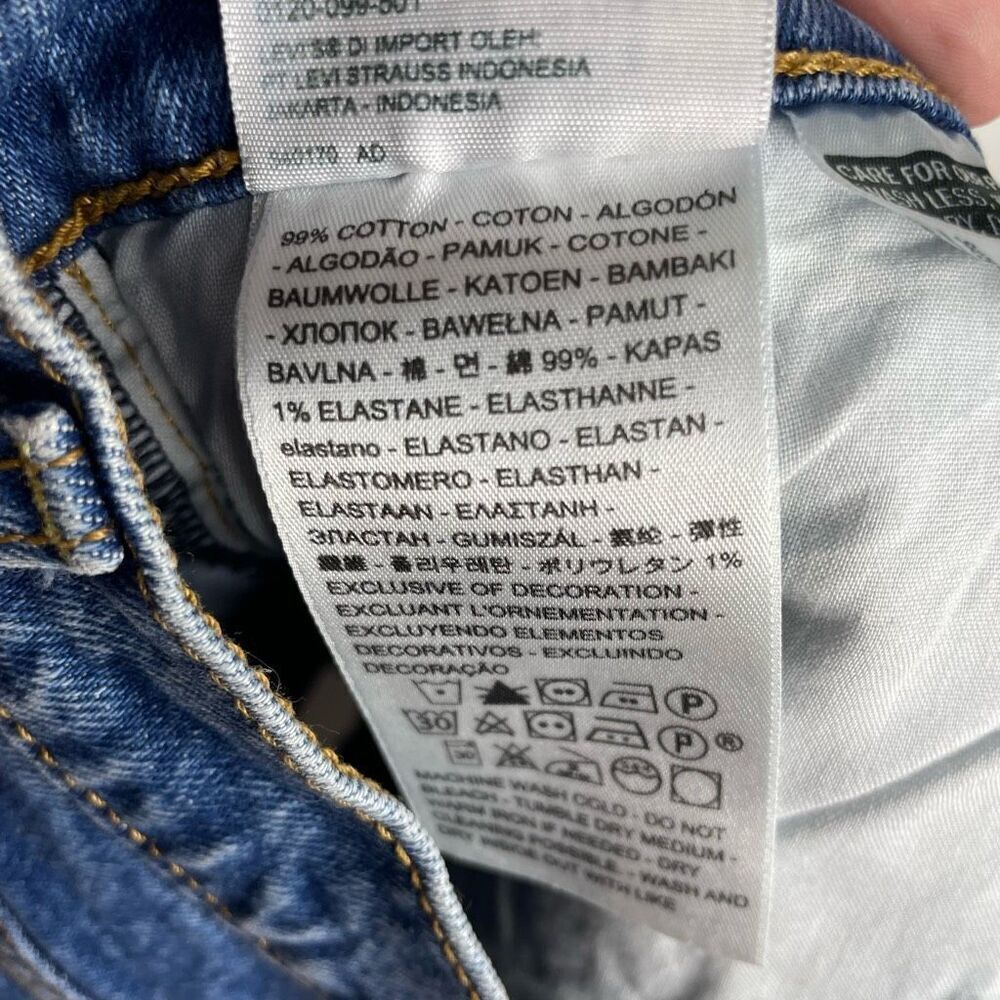 LEVI'S® DI IMPORT OLEH:
PT LEVI STRAUSS INDONESIA
JAKARTA - INDONESIA
AD
99% COTTON - COTON - ALGODÓN
- ALGODÃO - PAMUK - COTONE -
BAUMWOLLE - KATOEN - BAMBAKI
- ХЛОПОК - BAWEŁNA - PAMUT -
BAVLNA - 棉 - 면 - 綿 99% - KAPAS
1% ELASTANE - ELASTHANNE -
elastano - ELASTANO - ELASTAN -
ELASTOMERO - ELASTHAN -
ELASTAAN - ΕΛΑΣΤΑΝΗ -
ЭЛАСТАН - GUMISZÁL - 氨纶 - 彈性
纖維 - 폴리우레탄 - ポリウレタン 1%
EXCLUSIVE OF DECORATION -
EXCLUANT L'ORNEMENTATION -
EXCLUYENDO ELEMENTOS
DECORATIVOS - EXCLUINDO
DECORAÇÃO
P
30 P ®
30
MACHINE WASH COLD - DO NOT
BLEACH - TUMBLE DRY MEDIUM -
WARM IRON IF NEEDED - DRY
CLEANING POSSIBLE - WASH AND
DRY INSIDE OUT WITH LIKE
CARE FOR OUR
WASH LESS,